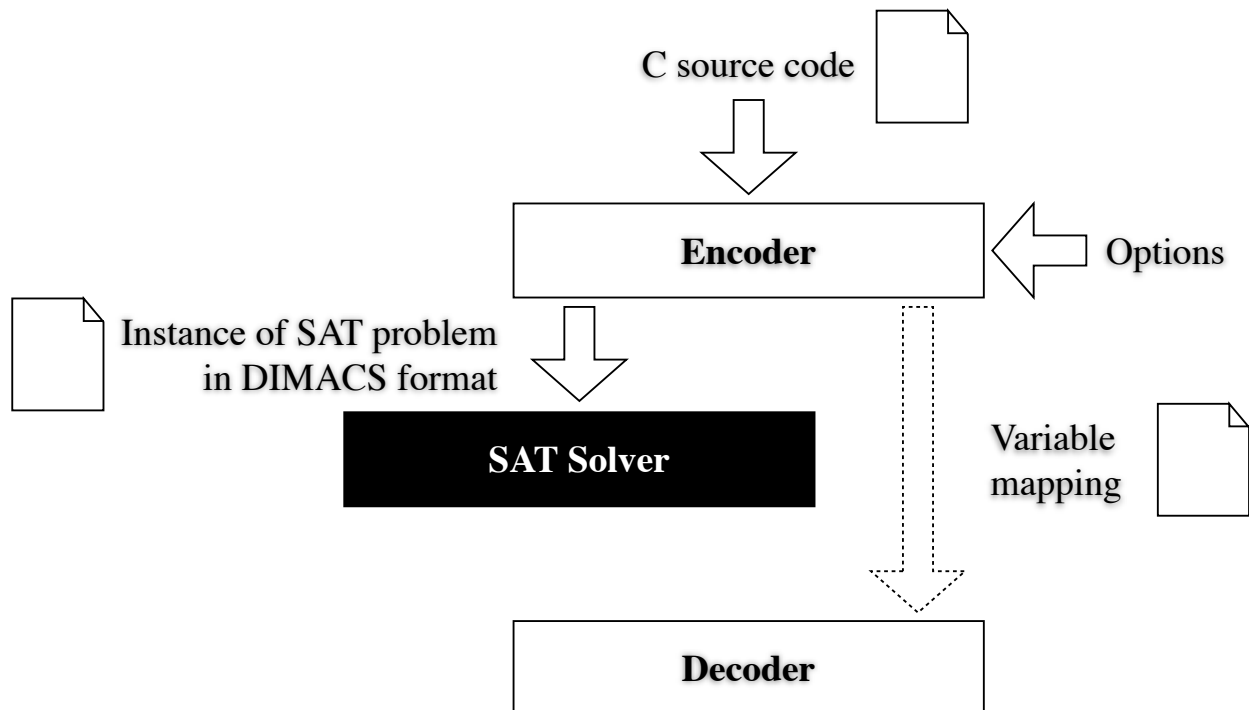 C source code
Encoder
Options
Instance of SAT problem
in DIMACS format
SAT Solver
Variable
mapping
Decoder